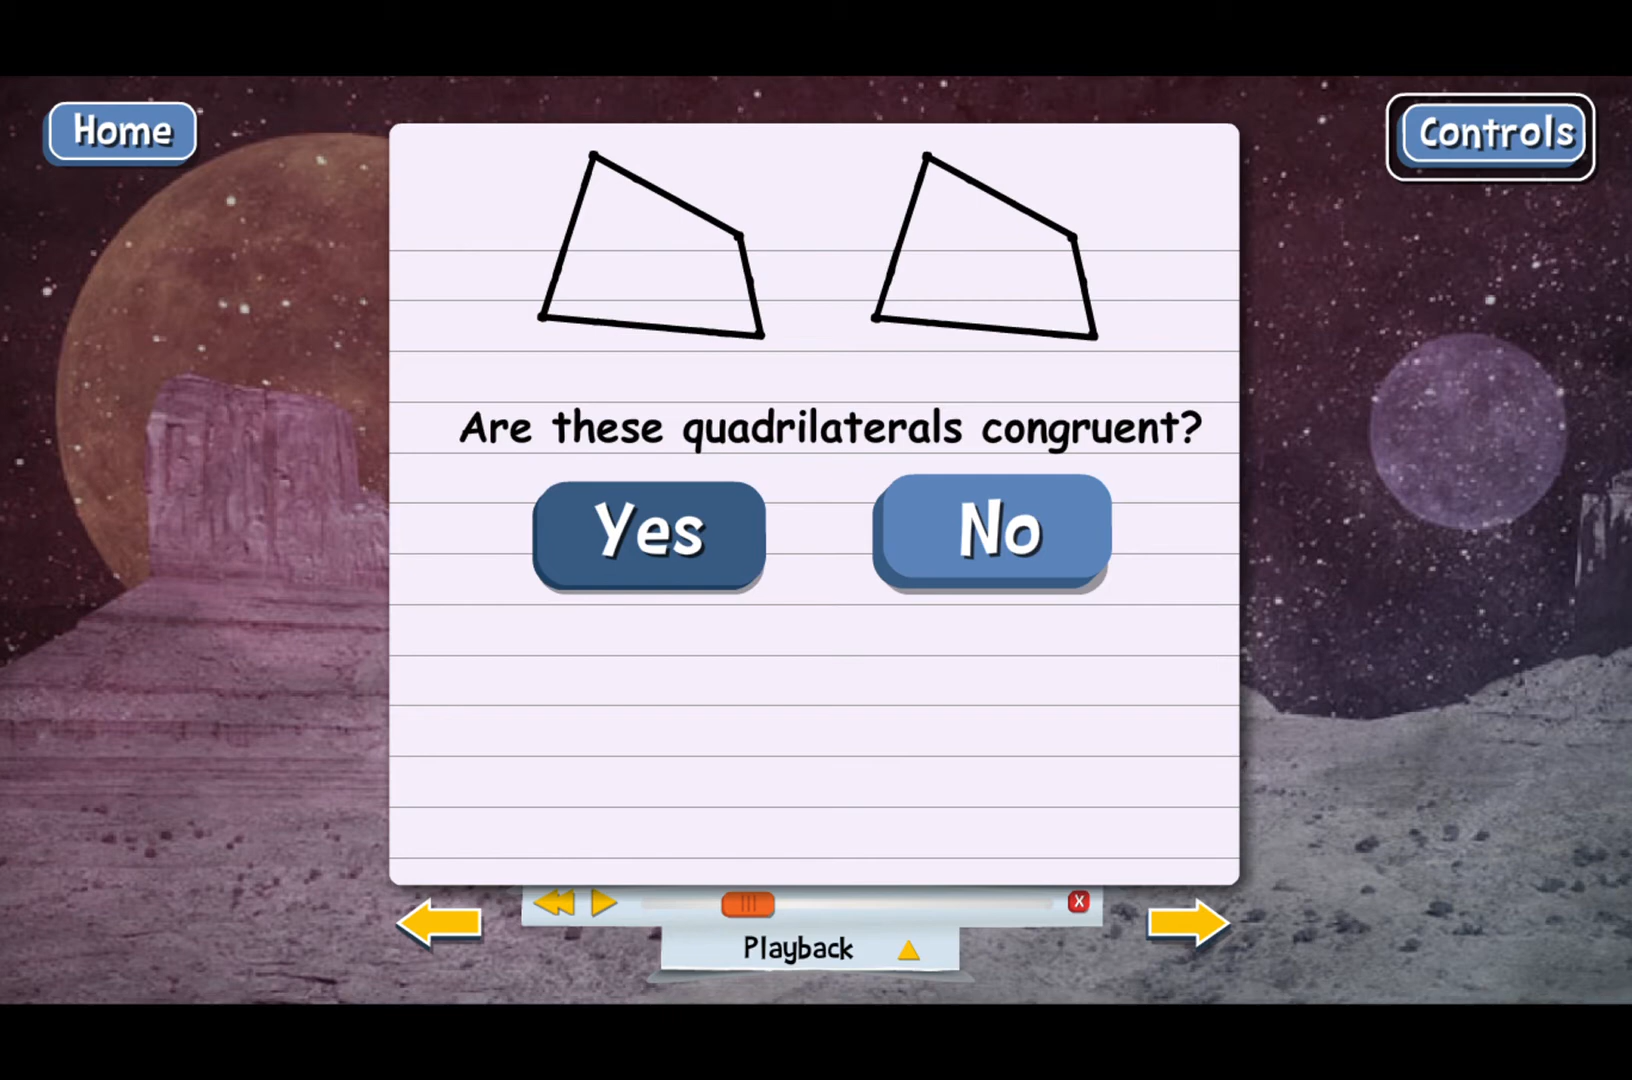 Home
Controls
Are these quadrilaterals congruent?
Yes
No
X
Playback